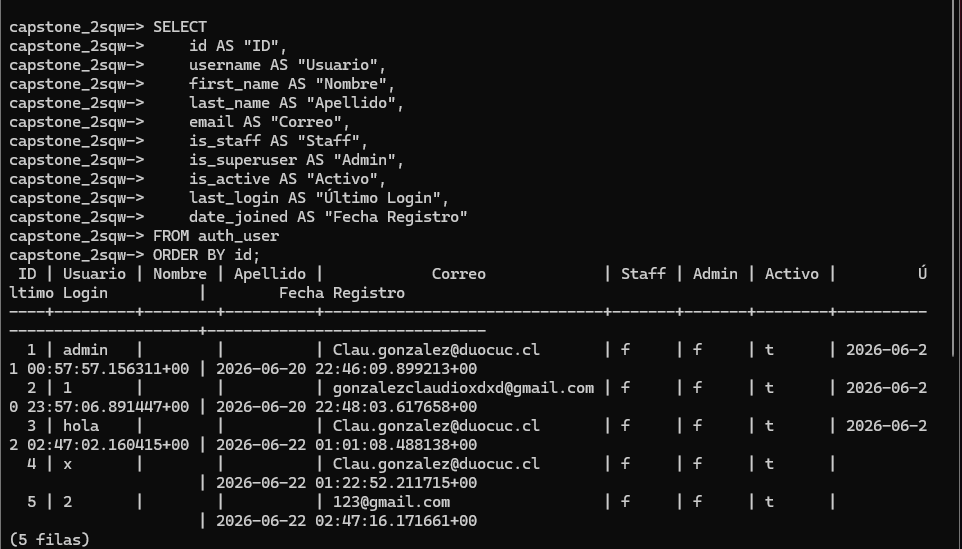 capstone_2sqw=> SELECT
capstone_2sqw->     id AS "ID",
capstone_2sqw->     username AS "Usuario",
capstone_2sqw->     first_name AS "Nombre",
capstone_2sqw->     last_name AS "Apellido",
capstone_2sqw->     email AS "Correo",
capstone_2sqw->     is_staff AS "Staff",
capstone_2sqw->     is_superuser AS "Admin",
capstone_2sqw->     is_active AS "Activo",
capstone_2sqw->     last_login AS "Último Login",
capstone_2sqw->     date_joined AS "Fecha Registro"
capstone_2sqw-> FROM auth_user
capstone_2sqw-> ORDER BY id;
 ID | Usuario | Nombre | Apellido |            Correo             | Staff | Admin | Activo |         Ú
ltimo Login          |        Fecha Registro
----+---------+--------+----------+-------------------------------+-------+-------+--------+----------
---------------------+-------------------------------
  1 | admin   |        |          | Clau.gonzalez@duocuc.cl       | f     | f     | t      | 2026-06-2
1 00:57:57.156311+00 | 2026-06-20 22:46:09.899213+00
  2 | 1       |        |          | gonzalezclaudioxdxd@gmail.com | f     | f     | t      | 2026-06-2
0 23:57:06.891447+00 | 2026-06-20 22:48:03.617658+00
  3 | hola    |        |          | Clau.gonzalez@duocuc.cl       | f     | f     | t      | 2026-06-2
2 02:47:02.160415+00 | 2026-06-22 01:01:08.488138+00
  4 | x       |        |          | Clau.gonzalez@duocuc.cl       | f     | f     | t      |
                     | 2026-06-22 01:22:52.211715+00
  5 | 2       |        |          | 123@gmail.com                 | f     | f     | t      |
                     | 2026-06-22 02:47:16.171661+00
(5 filas)